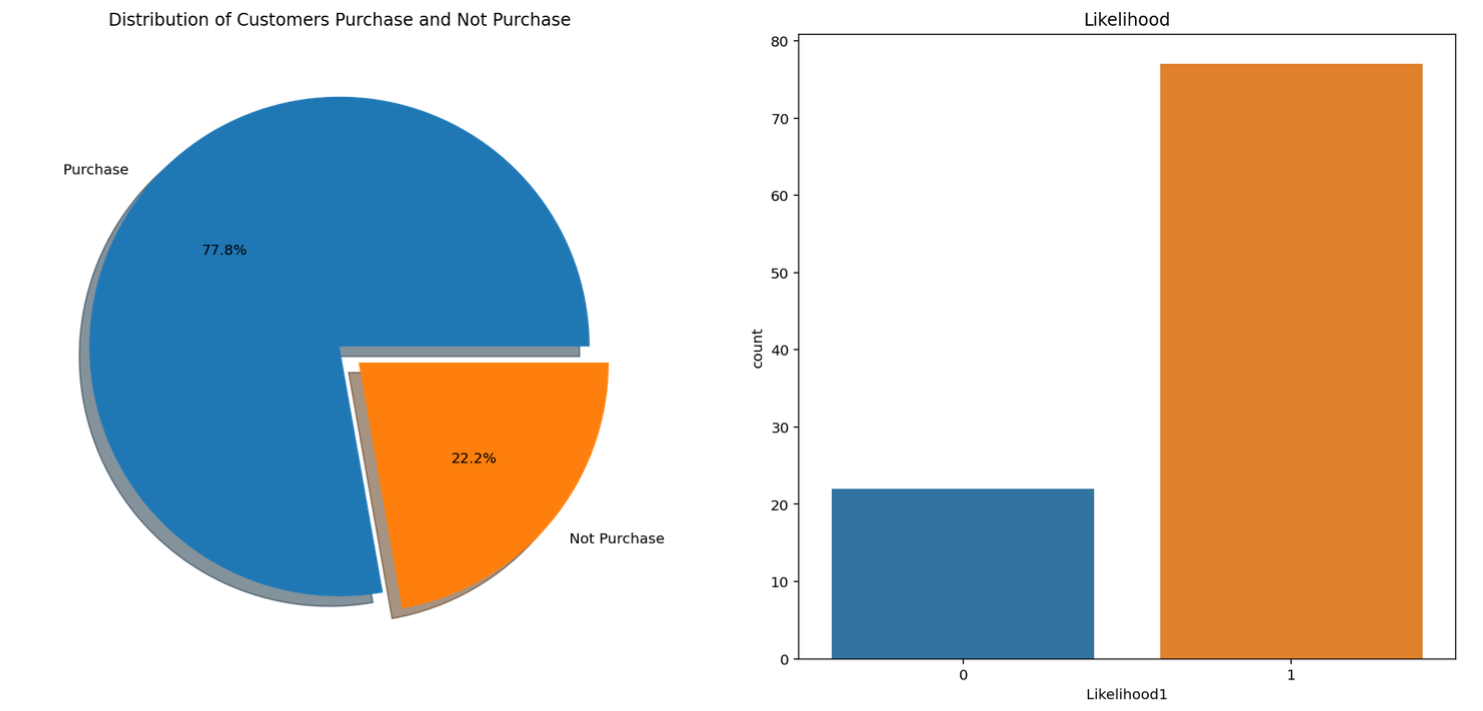 Distribution of Customers Purchase and Not Purchase
Purchase
77.8%
22.2%
Not Purchase
Likelihood
80
70
60
50
40
30
20
10
0
count
0 1
Likelihood1